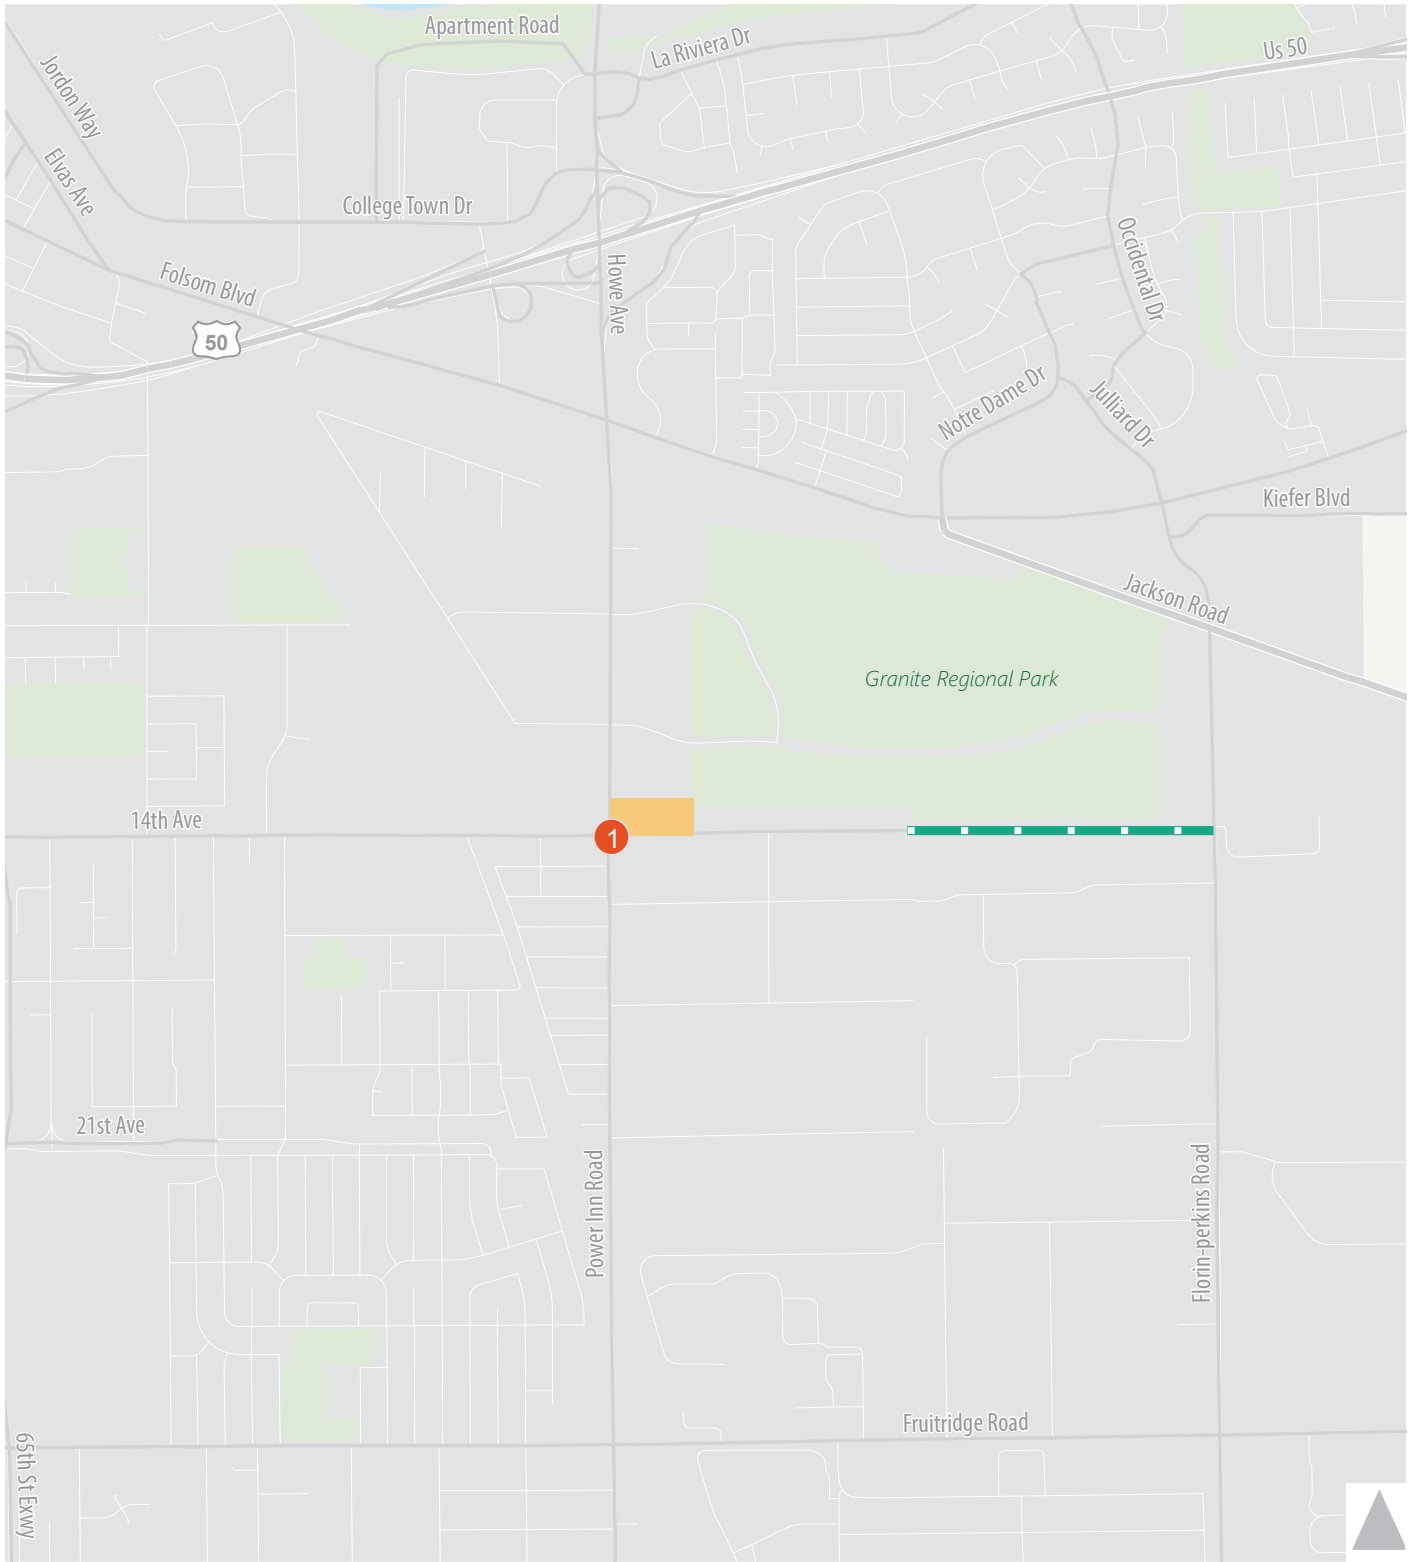 Apartment Road
La Riviera Dr
Us 50
Jordon Way
Elvas Ave
College Town Dr
Occidental Dr
Folsom Blvd
Howe Ave
50
Notre Dame Dr
Julliard Dr
Kiefer Blvd
Jackson Road
Granite Regional Park
14th Ave
1
21st Ave
Power Inn Road
Florin-perkins Road
Fruitridge Road
65th St Exwy